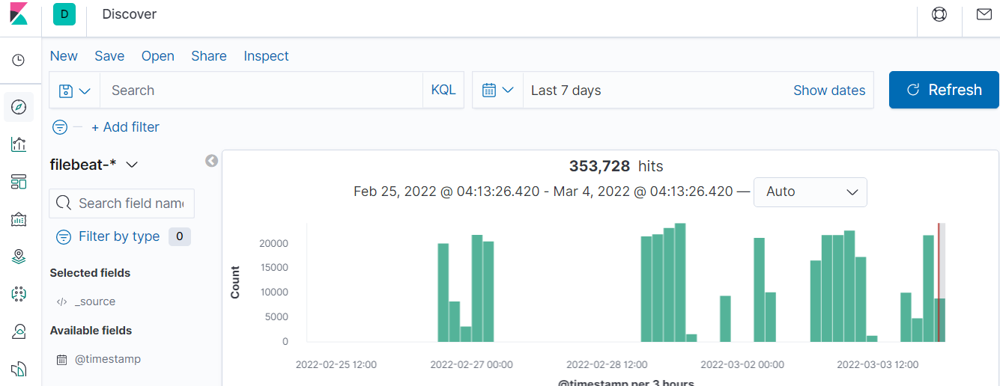 D Discover
New Save Open Share Inspect
Search KQL Last 7 days Show dates Refresh
+ Add filter
filebeat-*
353,728 hits
Feb 25, 2022 @ 04:13:26.420 - Mar 4, 2022 @ 04:13:26.420 — Auto
Search field name
Filter by type 0
Selected fields
</> _source
Available fields
@timestamp
Count
20000
15000
10000
5000
0
2022-02-25 12:00 2022-02-27 00:00 2022-02-28 12:00 2022-03-02 00:00 2022-03-03 12:00
@timestamp per 3 hours